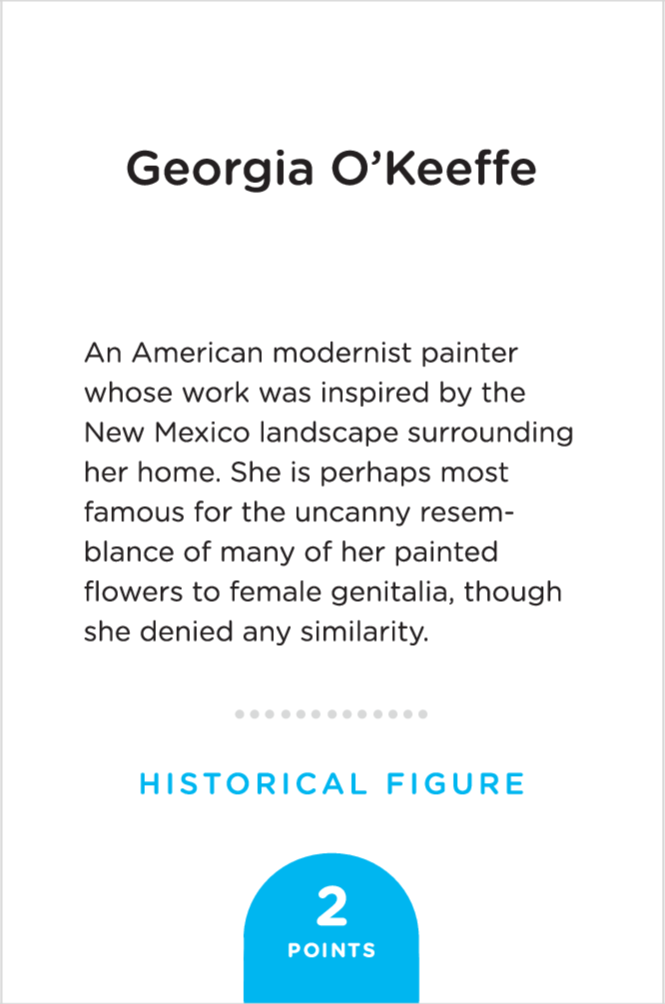 Georgia O’Keeffe
An American modernist painter
whose work was inspired by the
New Mexico landscape surrounding
her home. She is perhaps most
famous for the uncanny resem-
blance of many of her painted
flowers to female genitalia, though
she denied any similarity.
HISTORICAL FIGURE
2
POINTS